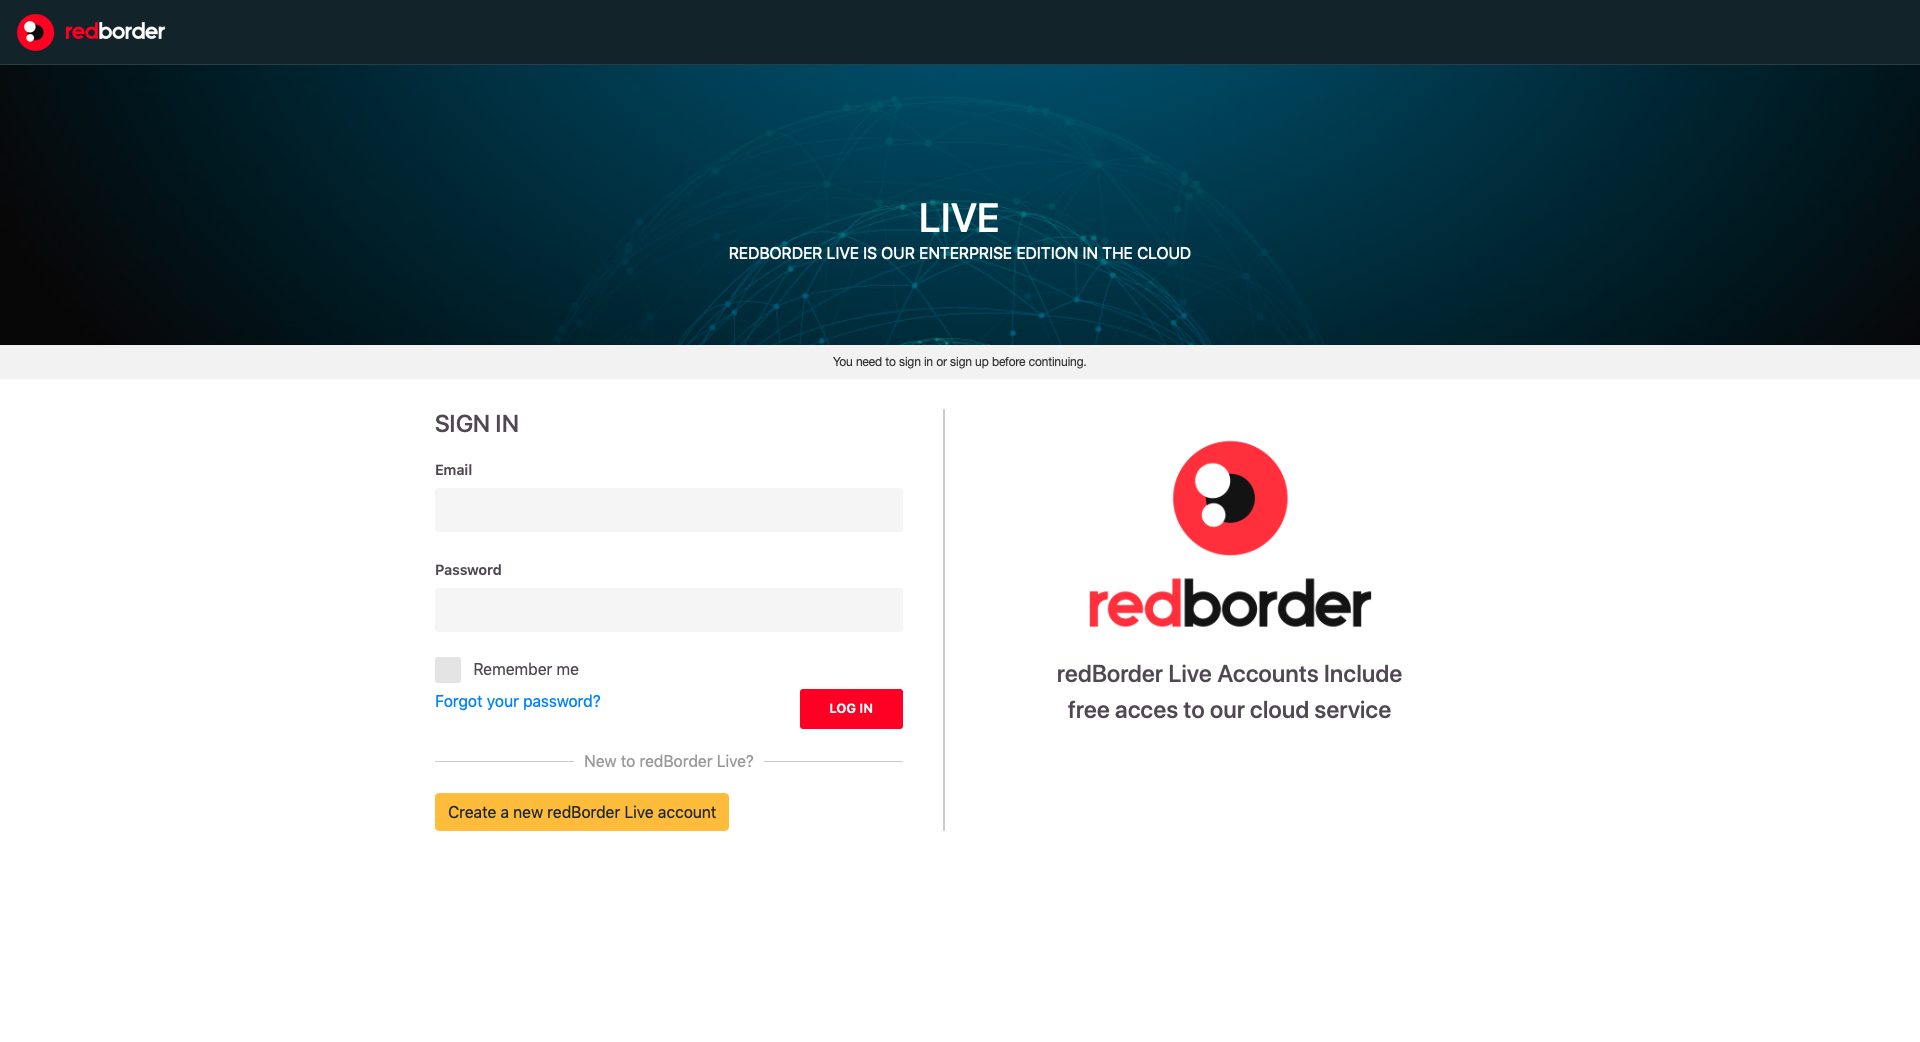 redborder
LIVE
REDBORDER LIVE IS OUR ENTERPRISE EDITION IN THE CLOUD
You need to sign in or sign up before continuing.
SIGN IN
Email
Password
Remember me
Forgot your password?
LOG IN
New to redBorder Live?
Create a new redBorder Live account
redborder
redBorder Live Accounts Include
free acces to our cloud service